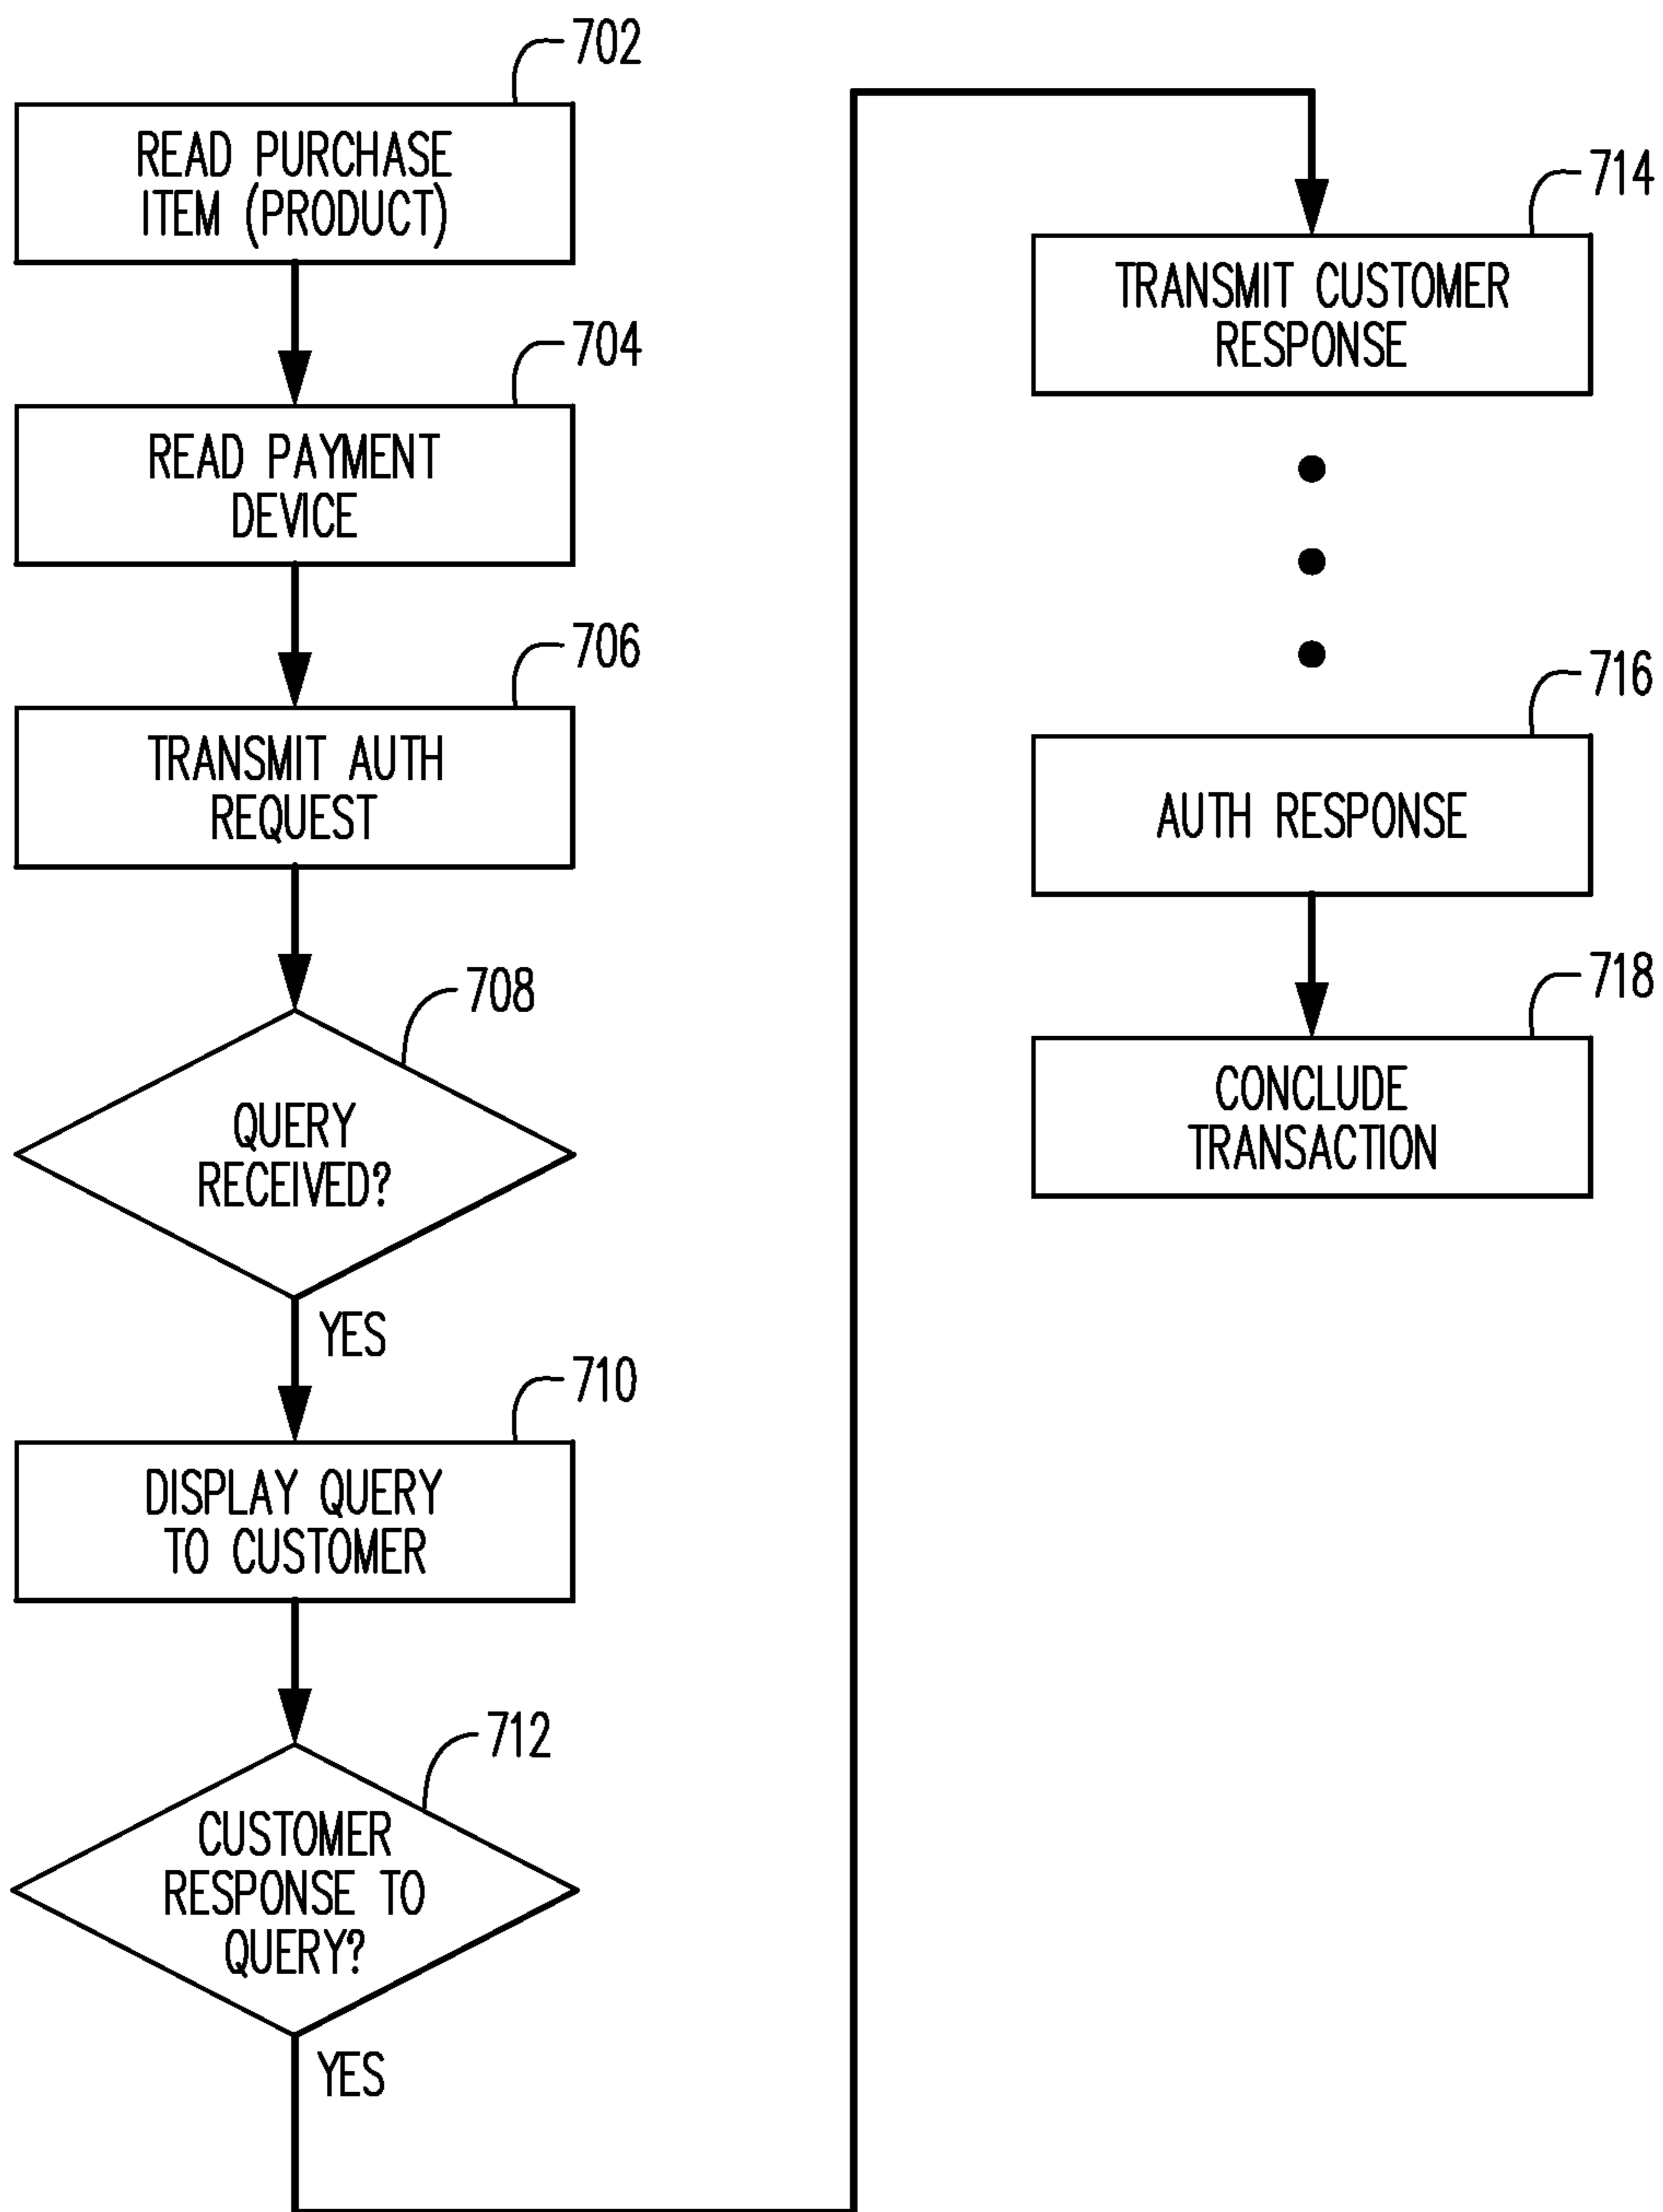 702
READ PURCHASE
ITEM (PRODUCT)
704
READ PAYMENT
DEVICE
706
TRANSMIT AUTH
REQUEST
708
QUERY
RECEIVED?
YES
710
DISPLAY QUERY
TO CUSTOMER
712
CUSTOMER
RESPONSE TO
QUERY?
YES
714
TRANSMIT CUSTOMER
RESPONSE
716
AUTH RESPONSE
718
CONCLUDE
TRANSACTION